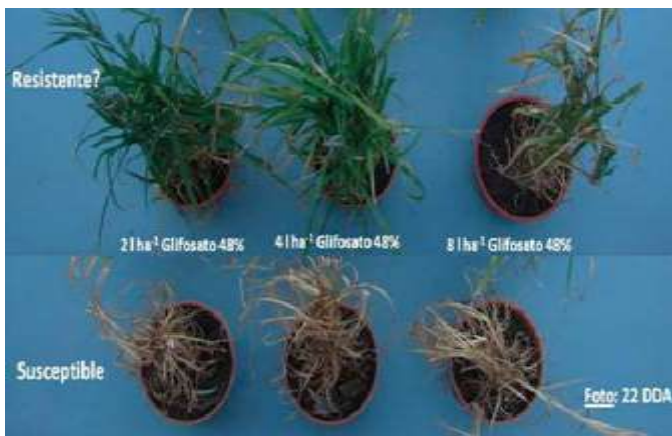 Resistente?
2 l ha⁻¹ Glifosato 48%
4 l ha⁻¹ Glifosato 48%
8 l ha⁻¹ Glifosato 48%
Susceptible
Foto: 22 DDA